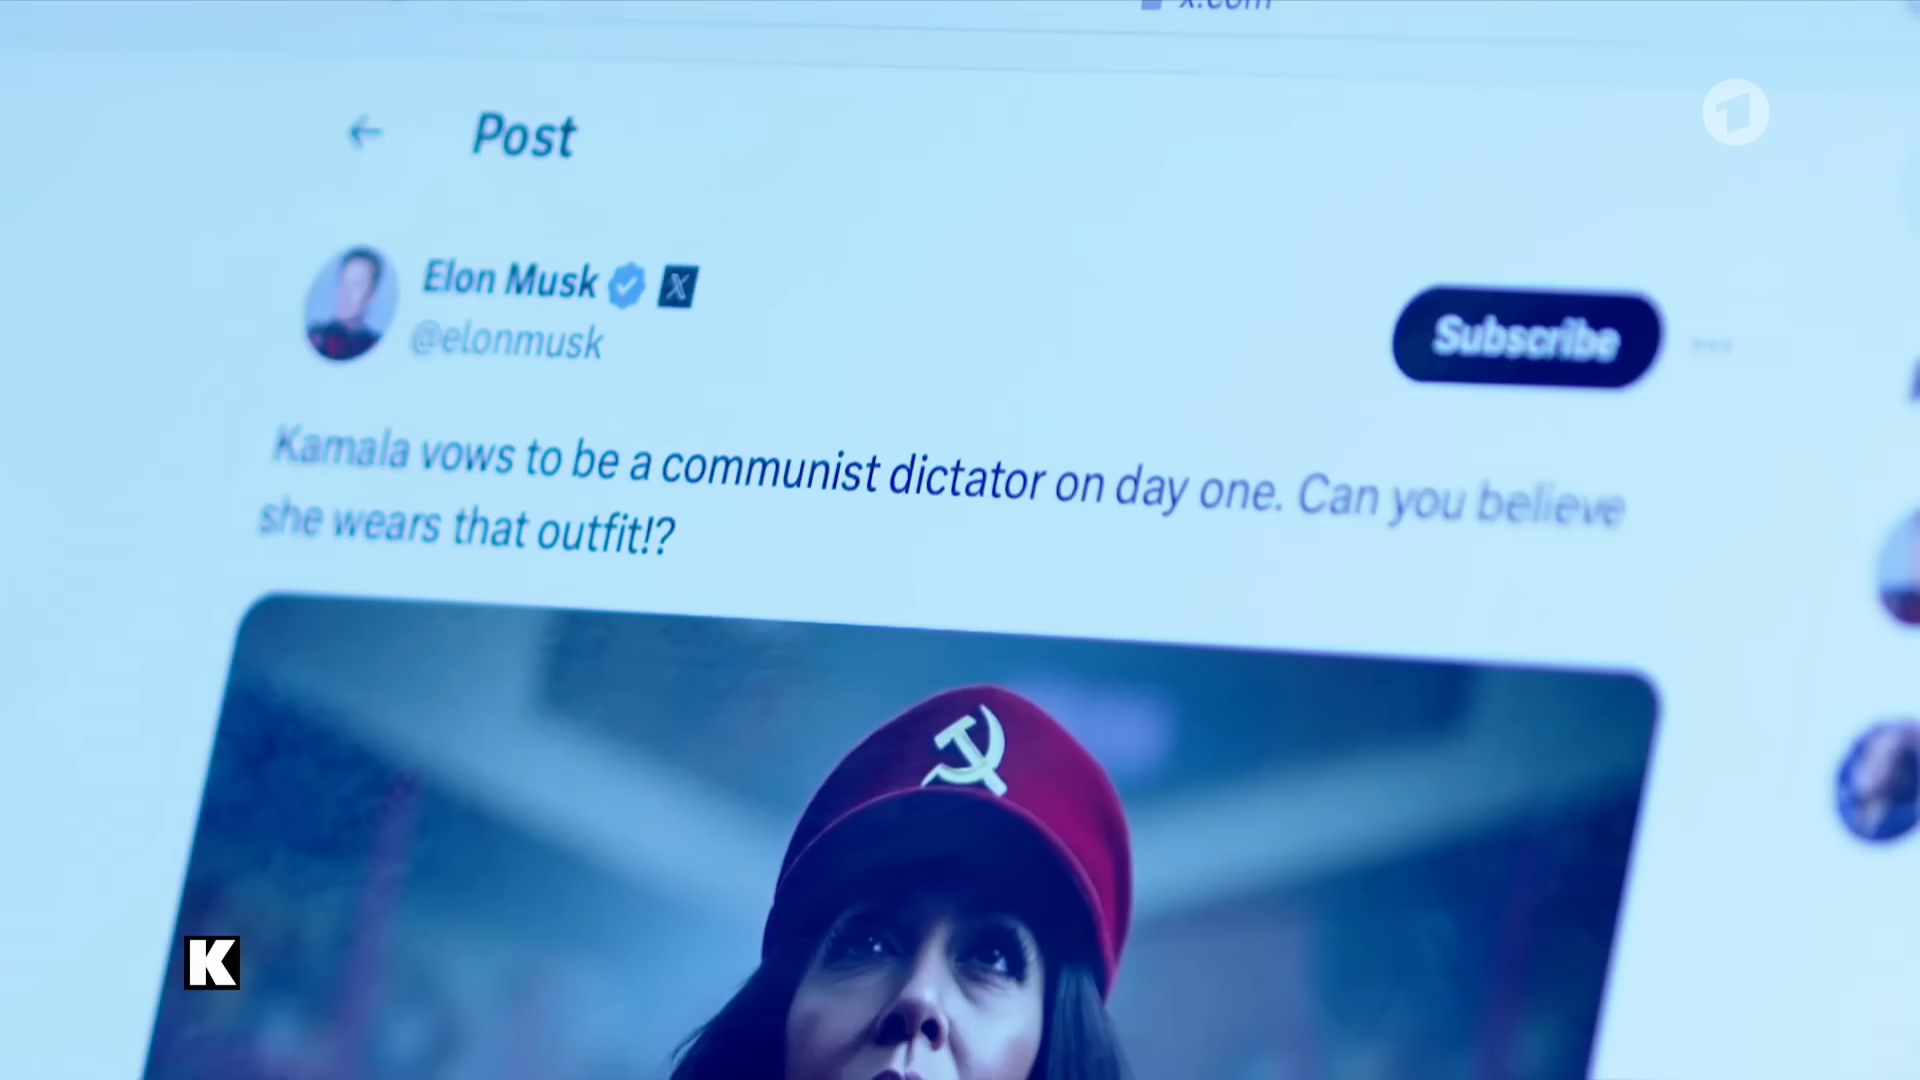 x.com
Post
Elon Musk
@elonmusk
Subscribe
Kamala vows to be a communist dictator on day one. Can you believe
she wears that outfit!?
K